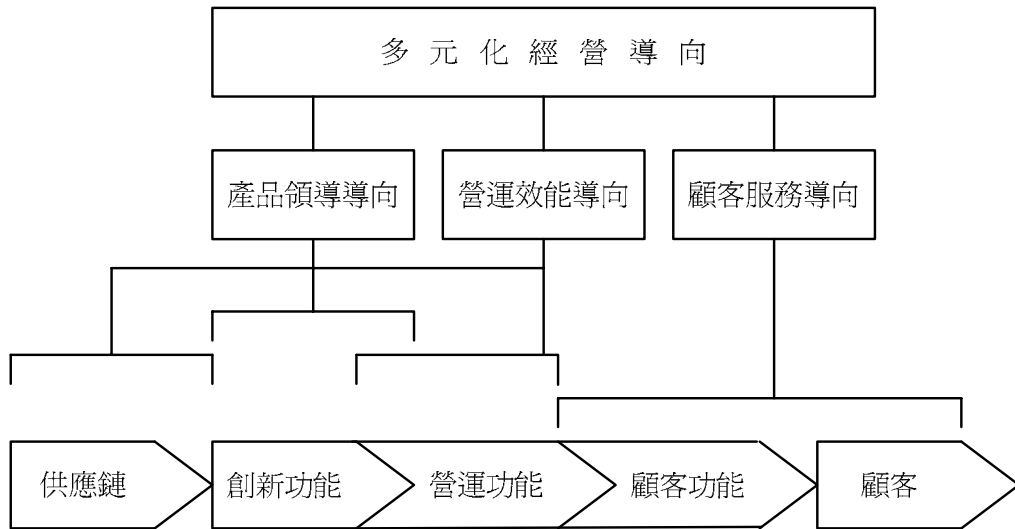 多元化經營導向
產品領導導向
營運效能導向
顧客服務導向
供應鏈
創新功能
營運功能
顧客功能
顧客